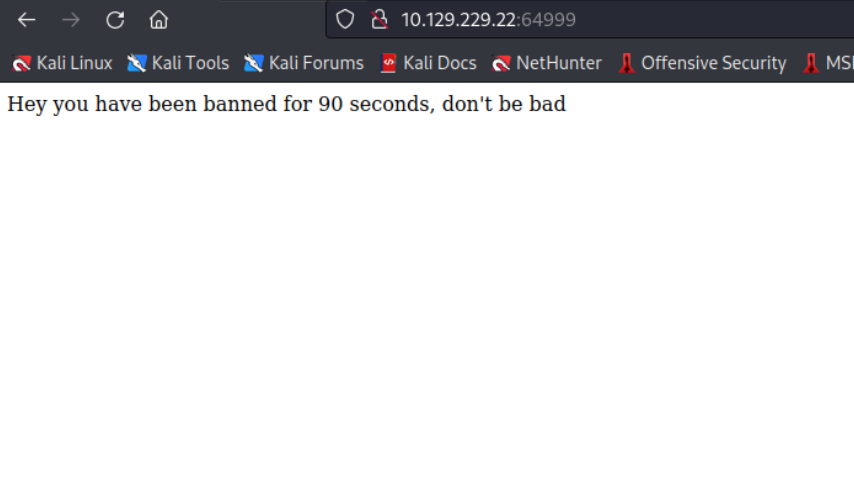 10.129.229.22:64999
Kali Linux Kali Tools Kali Forums Kali Docs NetHunter Offensive Security MS
Hey you have been banned for 90 seconds, don't be bad